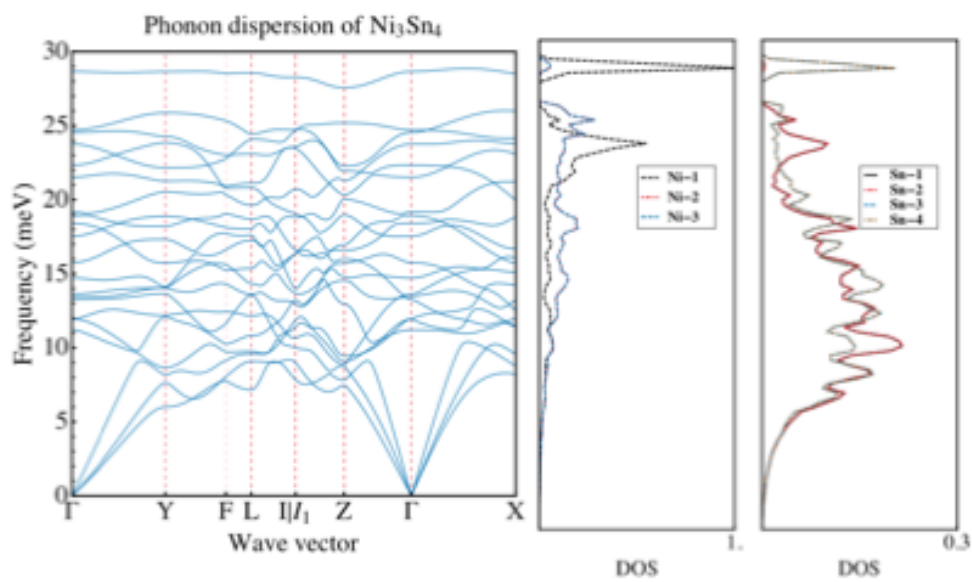 Phonon dispersion of Ni₃Sn₄
Frequency (meV)
30
25
20
15
10
5
0
Γ Y F L I|I₁ Z Γ X
Wave vector
Ni-1
Ni-2
Ni-3
1.
DOS
Sn-1
Sn-2
Sn-3
Sn-4
0.3
DOS